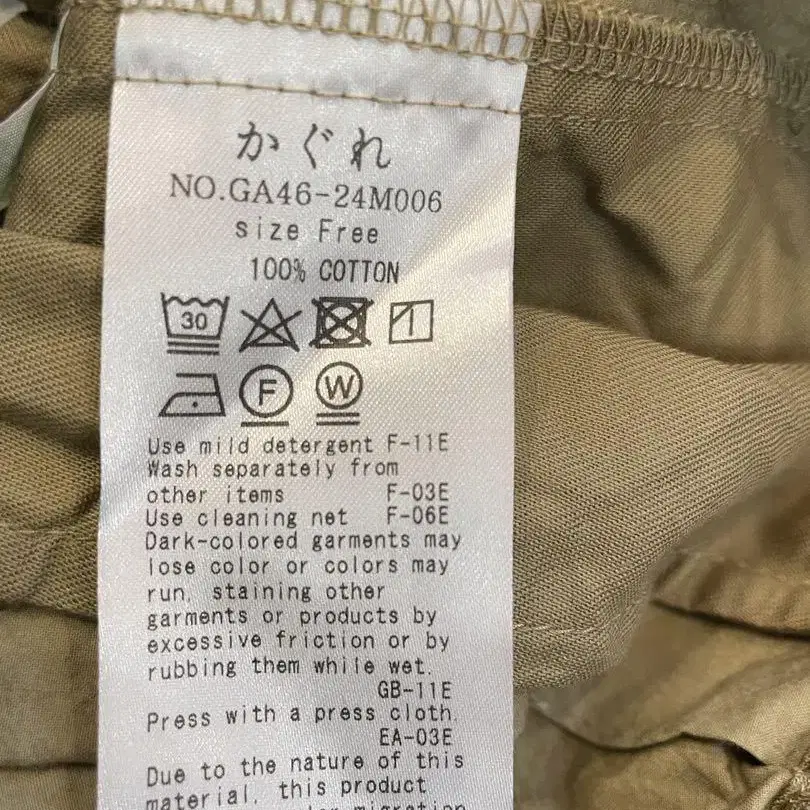 かぐれ
NO.GA46-24M006
size Free
100% COTTON
30
F W
Use mild detergent F-11E
Wash separately from
other items F-03E
Use cleaning net F-06E
Dark-colored garments may
lose color or colors may
run, staining other
garments or products by
excessive friction or by
rubbing them while wet.
GB-11E
Press with a press cloth.
EA-03E
Due to the nature of this
material, this product
migration